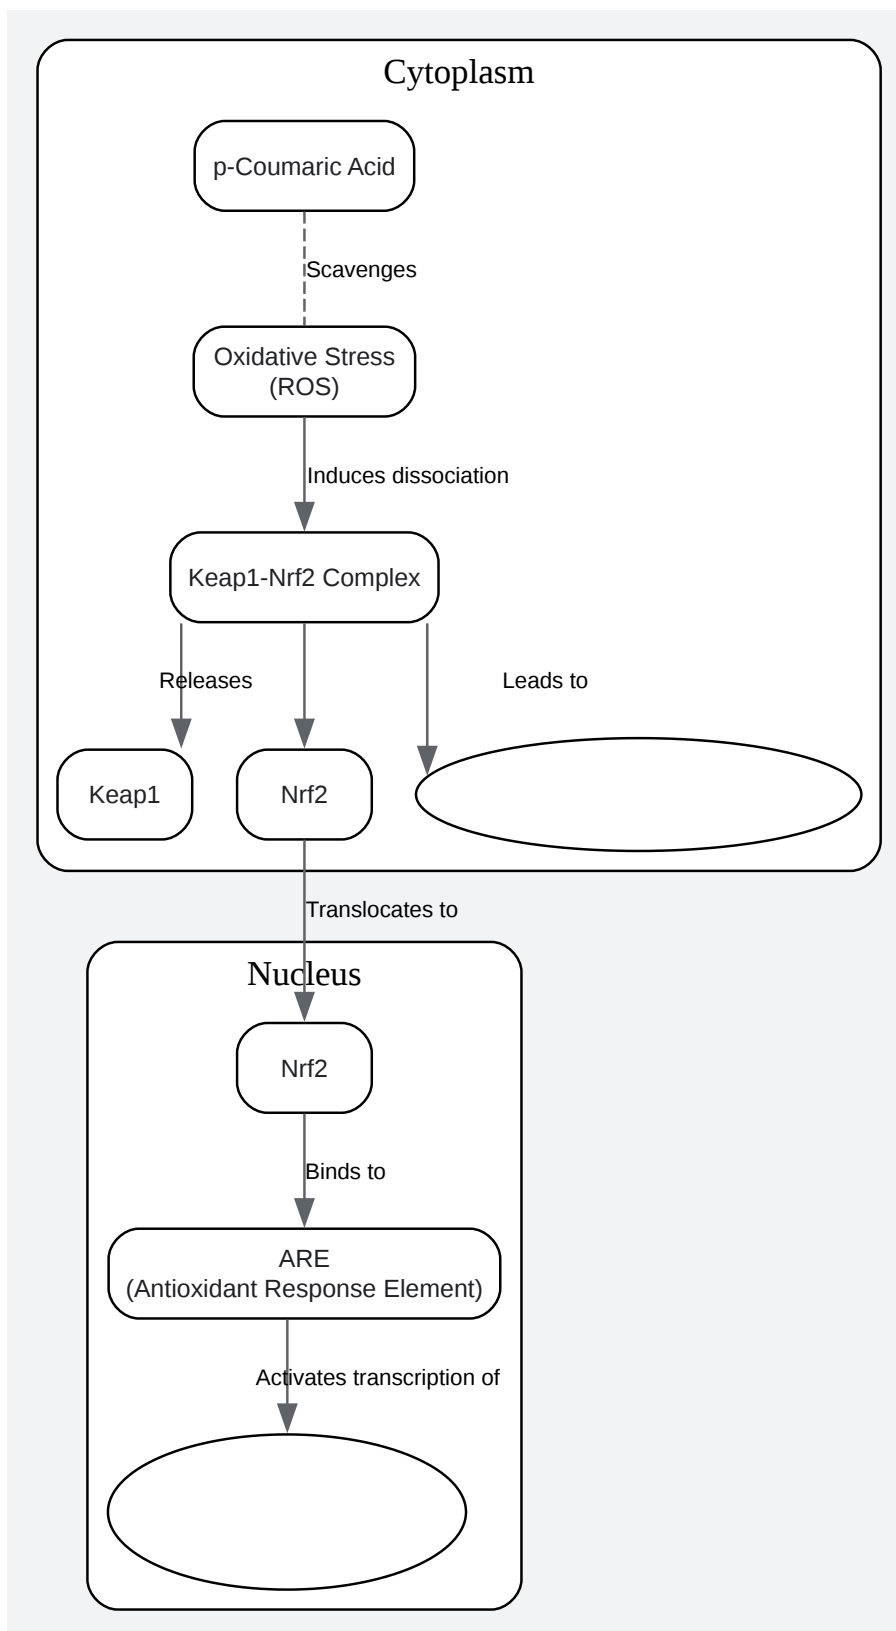 Cytoplasm
p-Coumaric Acid
Scavenges
Oxidative Stress
(ROS)
Induces dissociation
Keap1-Nrf2 Complex
Releases
Leads to
Keap1
Nrf2
Translocates to
Nucleus
Nrf2
Binds to
ARE
(Antioxidant Response Element)
Activates transcription of